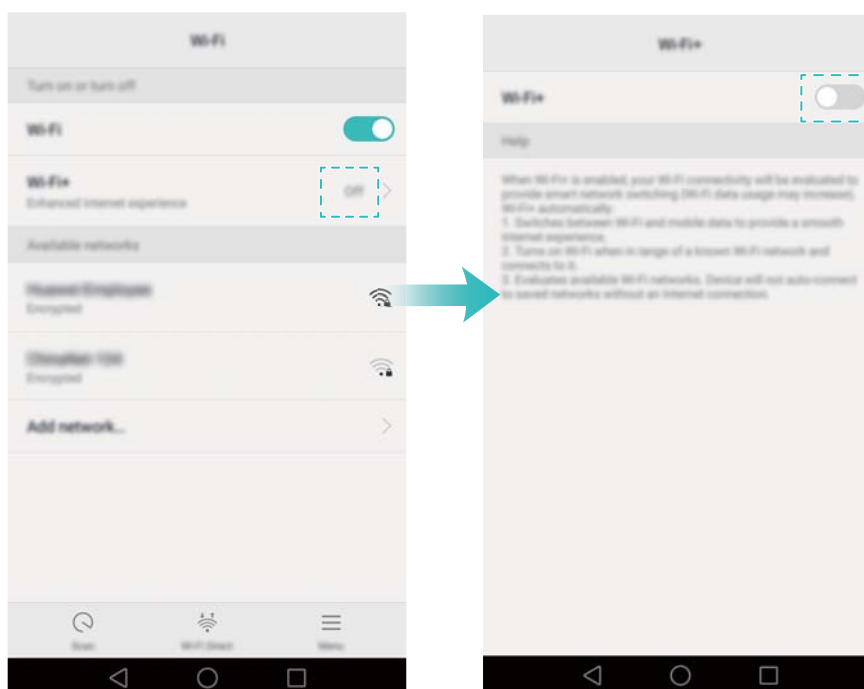 Wi-Fi
Turn on or turn off
Wi-Fi
Wi-Fi+
Enhanced internet experience
Off
Available networks
Huawei-Employee
Encrypted
Encrypted
Add network...
Scan
Wi-Fi Direct
Menu
Wi-Fi+
Wi-Fi+
Help
When Wi-Fi+ is enabled, your Wi-Fi connectivity will be evaluated to
provide smart network switching (Wi-Fi data usage may increase).
Wi-Fi+ automatically:
1. Switches between Wi-Fi and mobile data to provide a smooth
internet experience.
2. Turns on Wi-Fi when in range of a known Wi-Fi network and
connects to it.
3. Evaluates available Wi-Fi networks. Device will not auto-connect
to saved networks without an Internet connection.